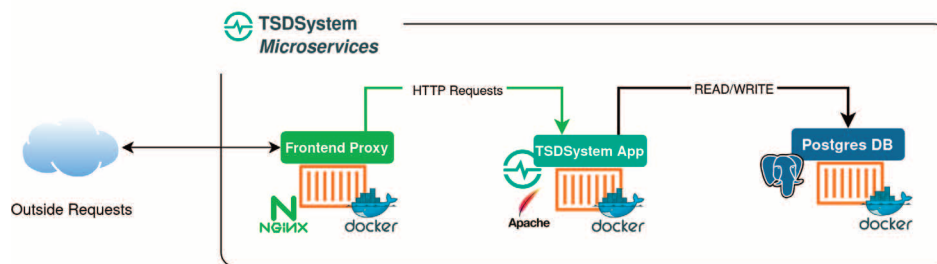 TSDSystem
Microservices
HTTP Requests
READ/WRITE
Frontend Proxy
TSDSystem App
Postgres DB
Outside Requests
NGINX
docker
Apache
docker
docker